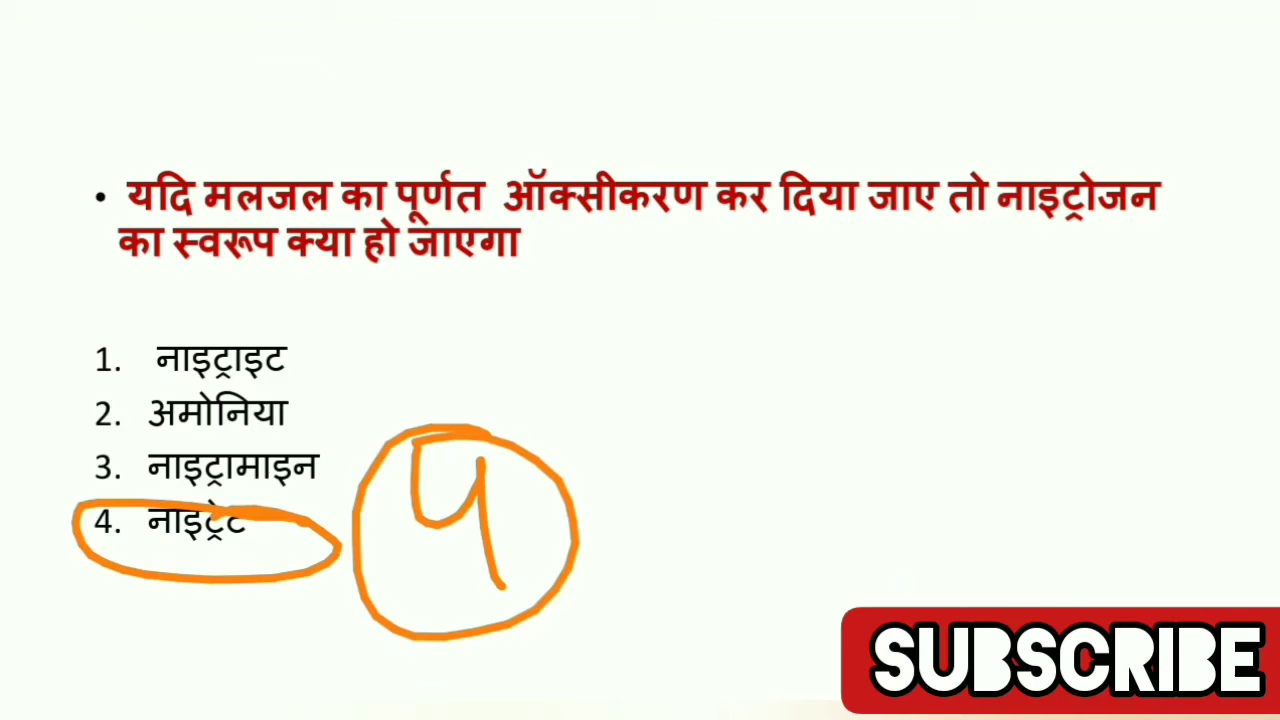 • यदि मलजल का पूर्णत ऑक्सीकरण कर दिया जाए तो नाइट्रोजन
का स्वरूप क्या हो जाएगा
1. नाइट्राइट
2. अमोनिया
3. नाइट्रामाइन
4. नाइट्रेट
4
SUBSCRIBE